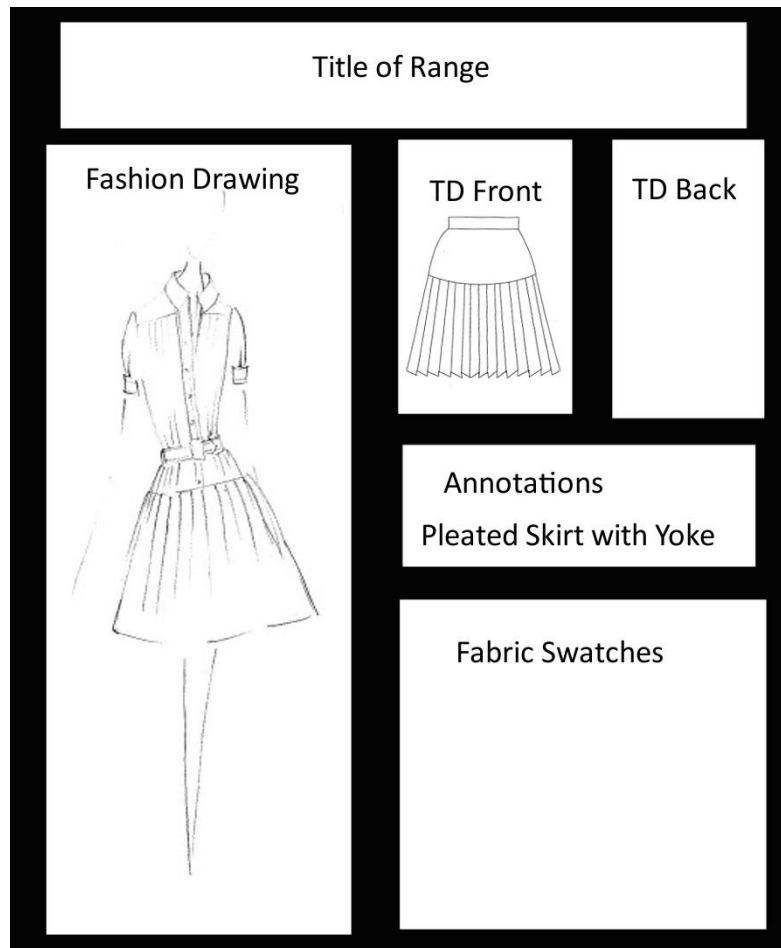 Title of Range
Fashion Drawing
TD Front
TD Back
Annotations
Pleated Skirt with Yoke
Fabric Swatches